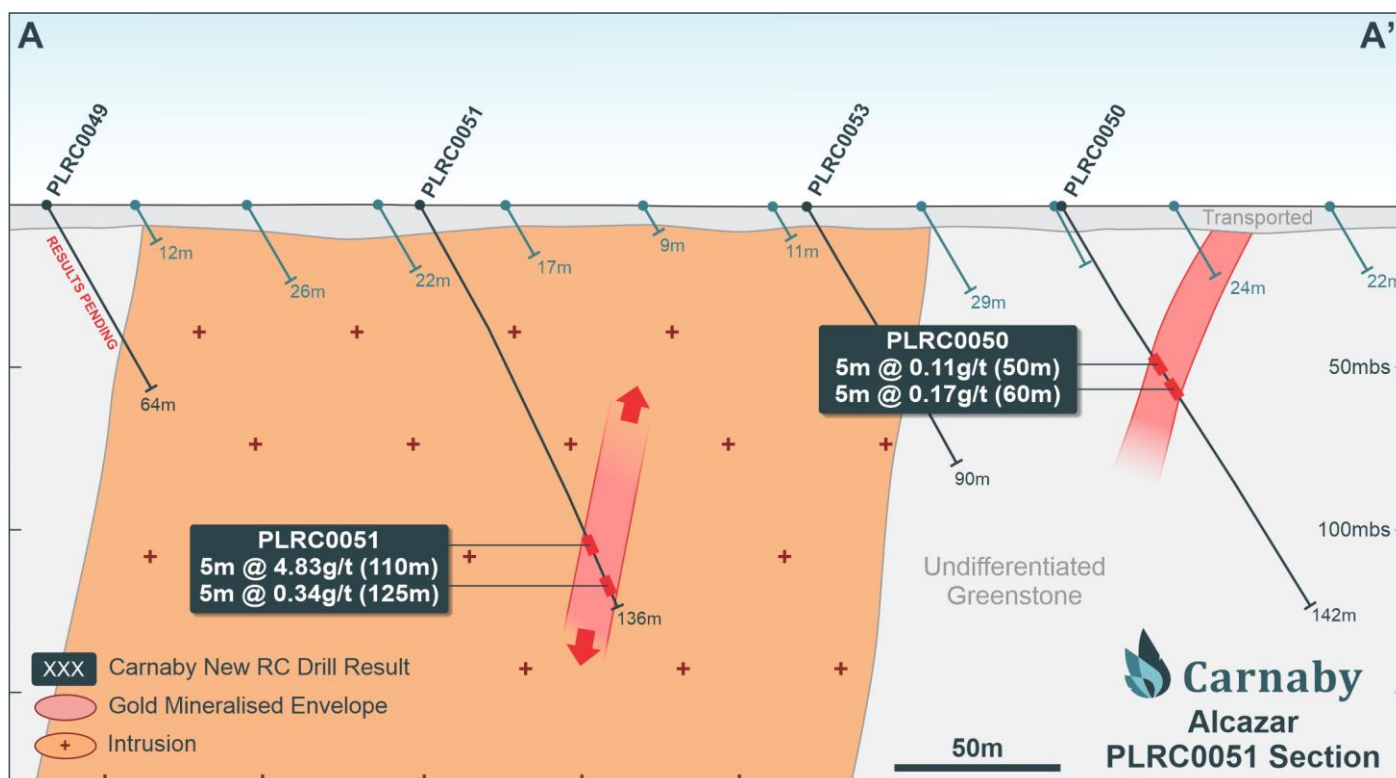 A
A'
PLRC0049
PLRC0051
PLRC0053
PLRC0050
Transported
RESULTS PENDING
12m
26m
22m
17m
9m
11m
29m
24m
22m
PLRC0050
5m @ 0.11g/t (50m)
5m @ 0.17g/t (60m)
50mbs
64m
90m
PLRC0051
5m @ 4.83g/t (110m)
5m @ 0.34g/t (125m)
100mbs
Undifferentiated
Greenstone
136m
142m
XXX Carnaby New RC Drill Result
Gold Mineralised Envelope
Intrusion
Carnaby
Alcazar
PLRC0051 Section
50m